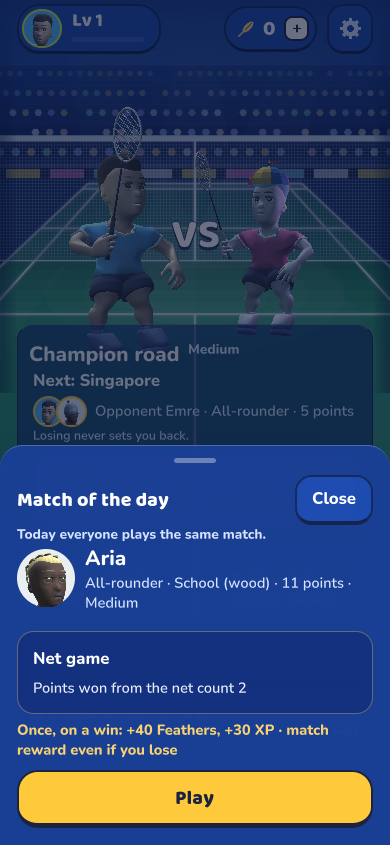 Lv 1
0
+
VS
Champion road Medium
Next: Singapore
Opponent Emre · All-rounder · 5 points
Losing never sets you back.
Match of the day
Close
Today everyone plays the same match.
Aria
All-rounder · School (wood) · 11 points ·
Medium
Net game
Points won from the net count 2
Once, on a win: +40 Feathers, +30 XP · match
reward even if you lose
Play